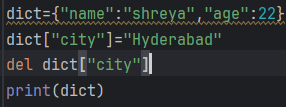 dict={"name":"shreya","age":22}
dict["city"]="Hyderabad"
del dict["city"]
print(dict)